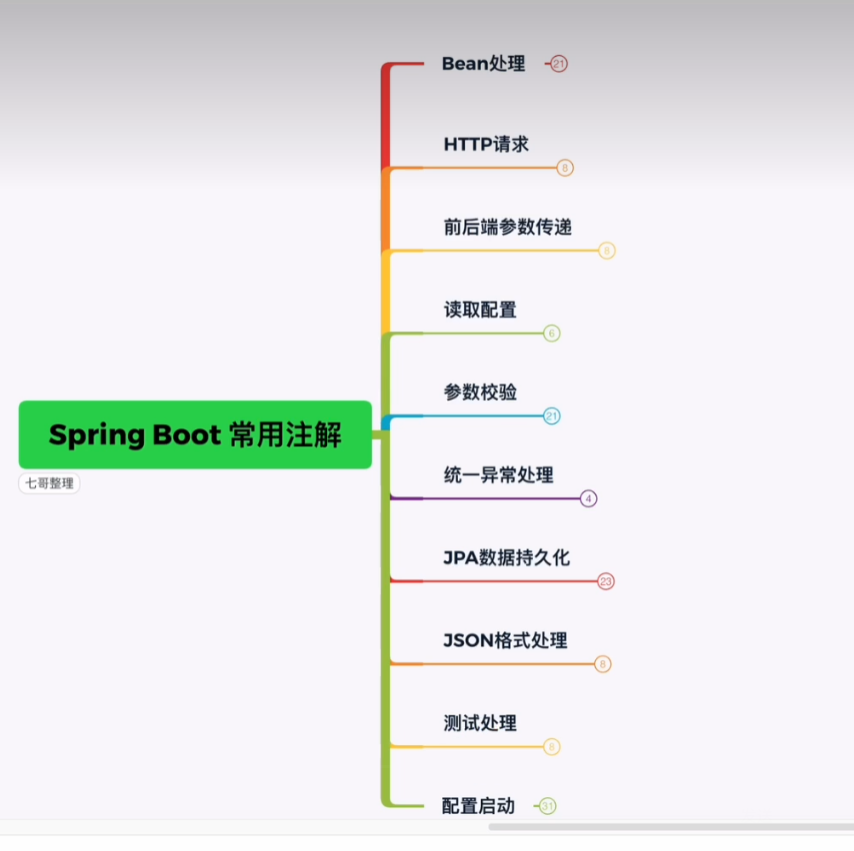 Bean处理 21
HTTP请求
8
前后端参数传递
8
读取配置
6
参数校验
21
Spring Boot 常用注解
七哥整理
统一异常处理
4
JPA数据持久化
23
JSON格式处理
8
测试处理
8
配置启动 31